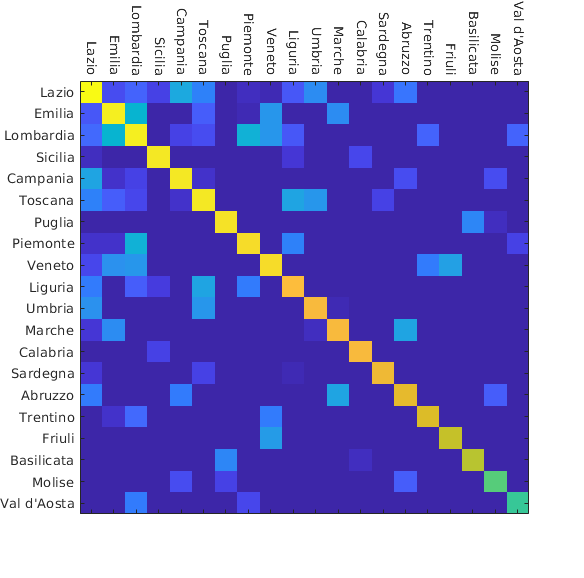 Lazio
Emilia
Lombardia
Sicilia
Campania
Toscana
Puglia
Piemonte
Veneto
Liguria
Umbria
Marche
Calabria
Sardegna
Abruzzo
Trentino
Friuli
Basilicata
Molise
Val d'Aosta
Lazio
Emilia
Lombardia
Sicilia
Campania
Toscana
Puglia
Piemonte
Veneto
Liguria
Umbria
Marche
Calabria
Sardegna
Abruzzo
Trentino
Friuli
Basilicata
Molise
Val d'Aosta